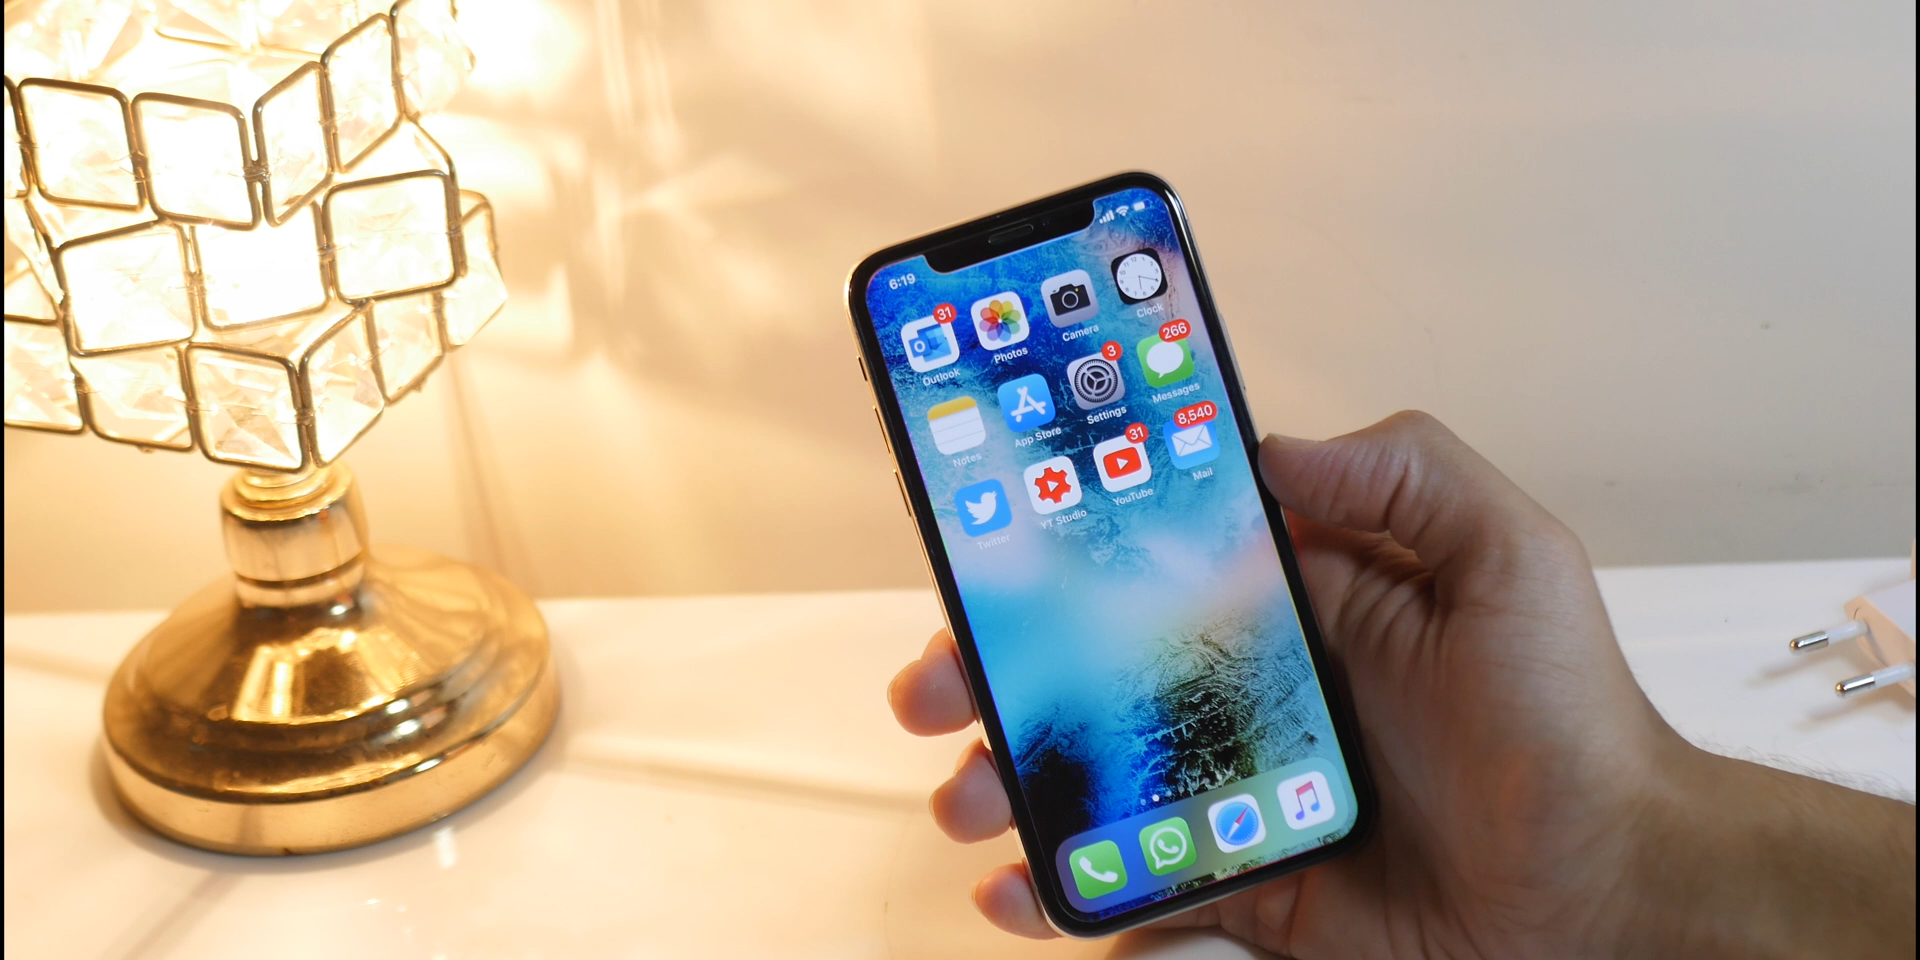 6:19
31
Outlook
Photos
Camera
Clock
Notes
App Store
3
Settings
266
Messages
Twitter
YT Studio
31
YouTube
8,540
Mail